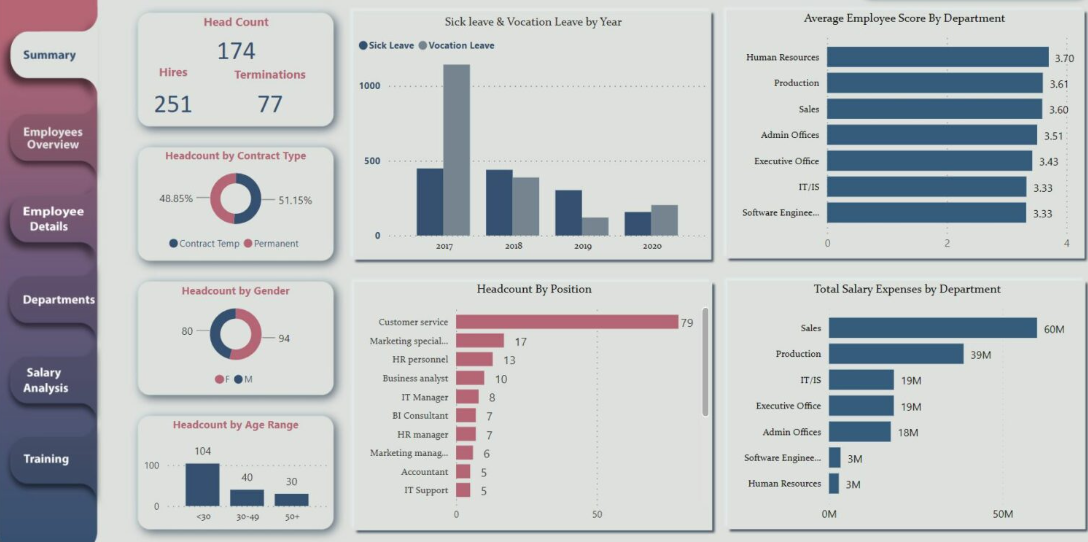 Summary
Employees
Overview
Employee
Details
Departments
Salary
Analysis
Training
Head Count
174
Hires
Terminations
251
77
Headcount by Contract Type
48.85%
51.15%
Contract Temp
Permanent
Headcount by Gender
80
94
F
M
Headcount by Age Range
104
40
30
100
0
<30
30-49
50+
Sick leave & Vocation Leave by Year
Sick Leave
Vocation Leave
1000
500
0
2017
2018
2019
2020
Headcount By Position
Customer service
79
Marketing special...
17
HR personnel
13
Business analyst
10
IT Manager
8
BI Consultant
7
HR manager
7
Marketing manag...
6
Accountant
5
IT Support
5
0
50
Average Employee Score By Department
Human Resources
3.70
Production
3.61
Sales
3.60
Admin Offices
3.51
Executive Office
3.43
IT/IS
3.33
Software Enginee...
3.33
0
2
4
Total Salary Expenses by Department
Sales
60M
Production
39M
IT/IS
19M
Executive Office
19M
Admin Offices
18M
Software Enginee...
3M
Human Resources
3M
0M
50M